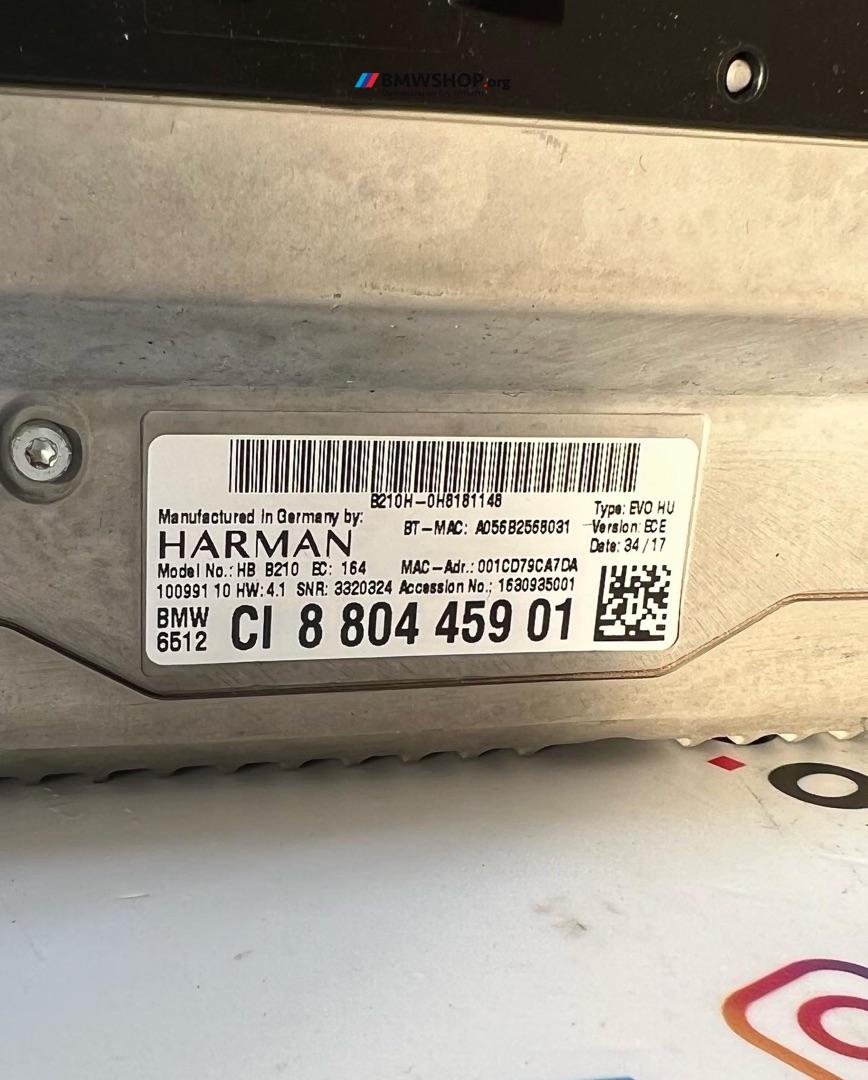 BMWSHOP.org
B210H-0H8181148
Manufactured in Germany by:
HARMAN
BT-MAC: A056B2568031
Type: EVO HU
Version: ECE
Date: 34/17
Model No.: HB B210 EC: 164
MAC-Adr.: 001CD79CA7DA
100991 10 HW: 4.1 SNR: 3320324 Accession No.: 1630935001
BMW
6512
CI 8 804 459 01